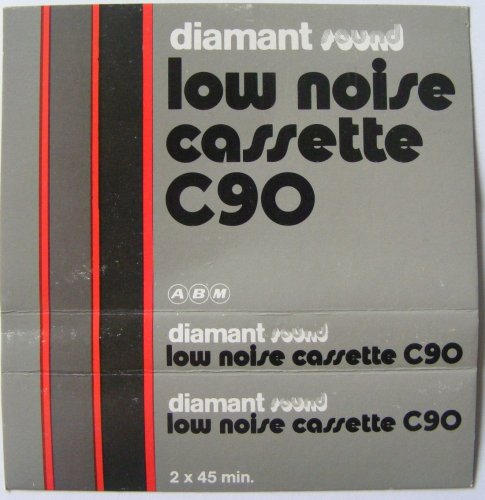 diamant sound
low noise
cassette
C90
ABM
diamant sound
low noise cassette C90
diamant sound
low noise cassette C90
2 x 45 min.